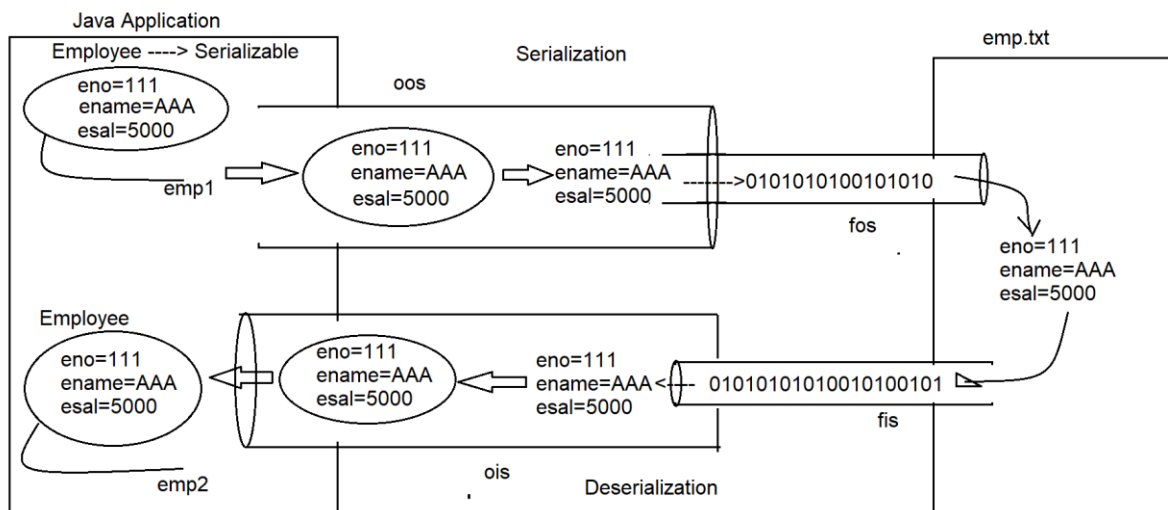 Java Application
Employee ----> Serializable
eno=111
ename=AAA
esal=5000
emp1
Serialization
oos
eno=111
ename=AAA
esal=5000
eno=111
ename=AAA
esal=5000
------->0101010100101010
fos
emp.txt
eno=111
ename=AAA
esal=5000
Employee
eno=111
ename=AAA
esal=5000
emp2
eno=111
ename=AAA
esal=5000
eno=111
ename=AAA<----
esal=5000
01010101010010100101
fis
ois
Deserialization